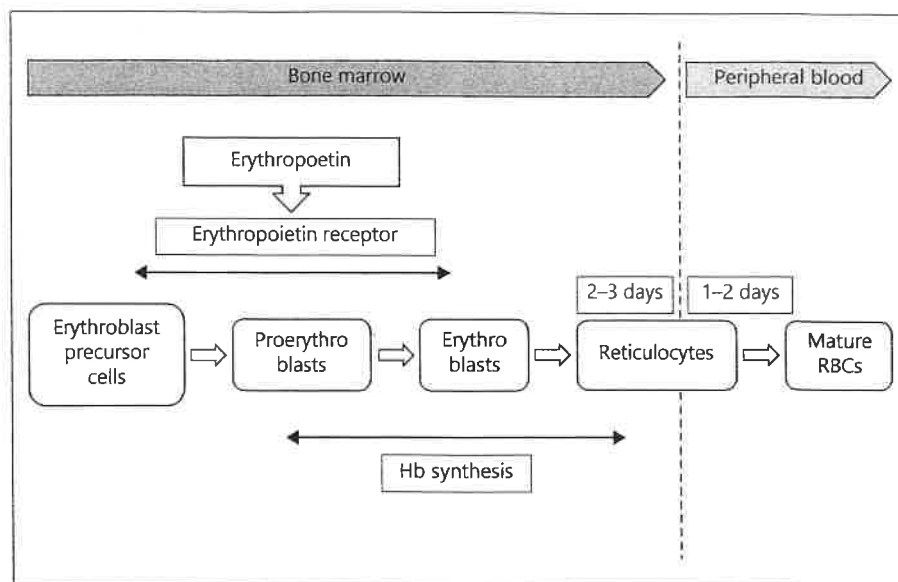 Bone marrow
Peripheral blood
Erythropoetin
Erythropoietin receptor
2–3 days
1–2 days
Erythroblast
precursor
cells
Proerythro
blasts
Erythro
blasts
Reticulocytes
Mature
RBCs
Hb synthesis